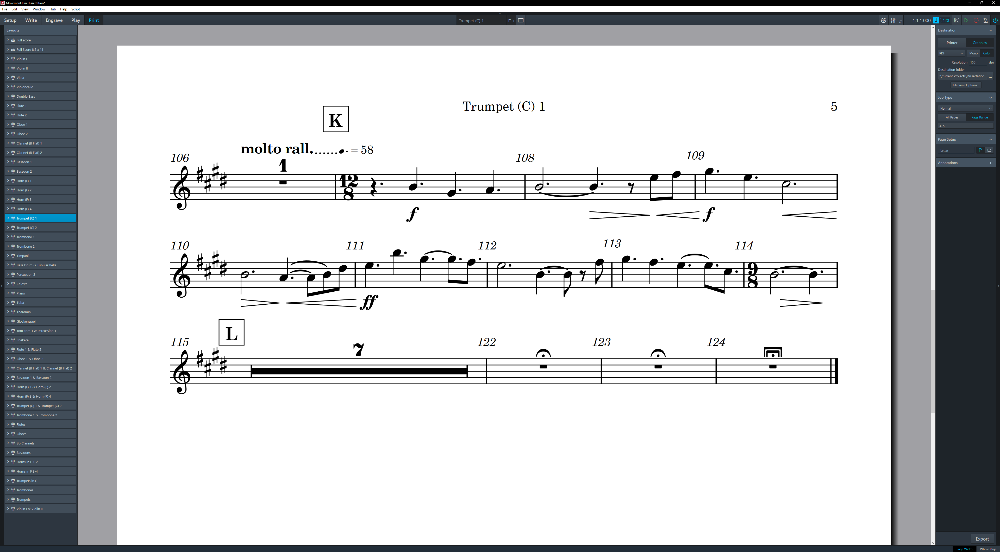 Movement II in Dissertation*
File Edit View Window Hub Help Script
Setup Write Engrave Play Print
Trumpet (C) 1
1.1.1.000 120
Layouts
Full score
Full Score 8.5 x 11
Violin I
Violin II
Viola
Violoncello
Double Bass
Flute 1
Flute 2
Oboe 1
Oboe 2
Clarinet (B Flat) 1
Clarinet (B Flat) 2
Bassoon 1
Bassoon 2
Horn (F) 1
Horn (F) 2
Horn (F) 3
Horn (F) 4
Trumpet (C) 1
Trumpet (C) 2
Trombone 1
Trombone 2
Timpani
Bass Drum & Tubular Bells
Percussion 2
Celeste
Piano
Tuba
Theremin
Glockenspiel
Tom-tom 1 & Percussion 1
Shekere
Flute 1 & Flute 2
Oboe 1 & Oboe 2
Clarinet (B Flat) 1 & Clarinet (B Flat) 2
Bassoon 1 & Bassoon 2
Horn (F) 1 & Horn (F) 2
Horn (F) 3 & Horn (F) 4
Trumpet (C) 1 & Trumpet (C) 2
Trombone 1 & Trombone 2
Flutes
Oboes
Bb Clarinets
Bassoons
Horns in F 1-2
Horns in F 3-4
Trumpets in C
Trombones
Trumpets
Violin I & Violin II
Trumpet (C) 1
5
K
molto rall....... = 58
106 108 109
1
12
8
f f
110 111 112 113 114
9
8
ff
L
115 122 123 124
7
Destination
Printer Graphics
PDF Mono Color
Resolution 150 dpi
Destination folder
\Current Projects\Dissertation ...
Filename Options...
Job Type
Normal
All Pages Page Range
4-5
Page Setup
Letter
Annotations
Export
Page Width Whole Page